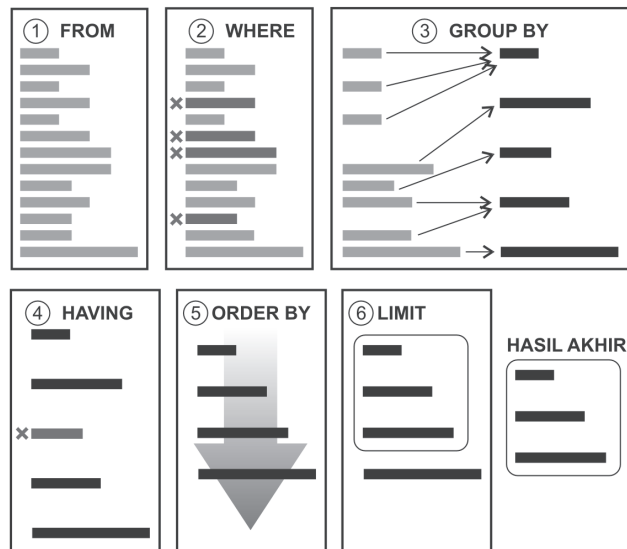 1 FROM
2 WHERE
3 GROUP BY
4 HAVING
5 ORDER BY
6 LIMIT
HASIL AKHIR